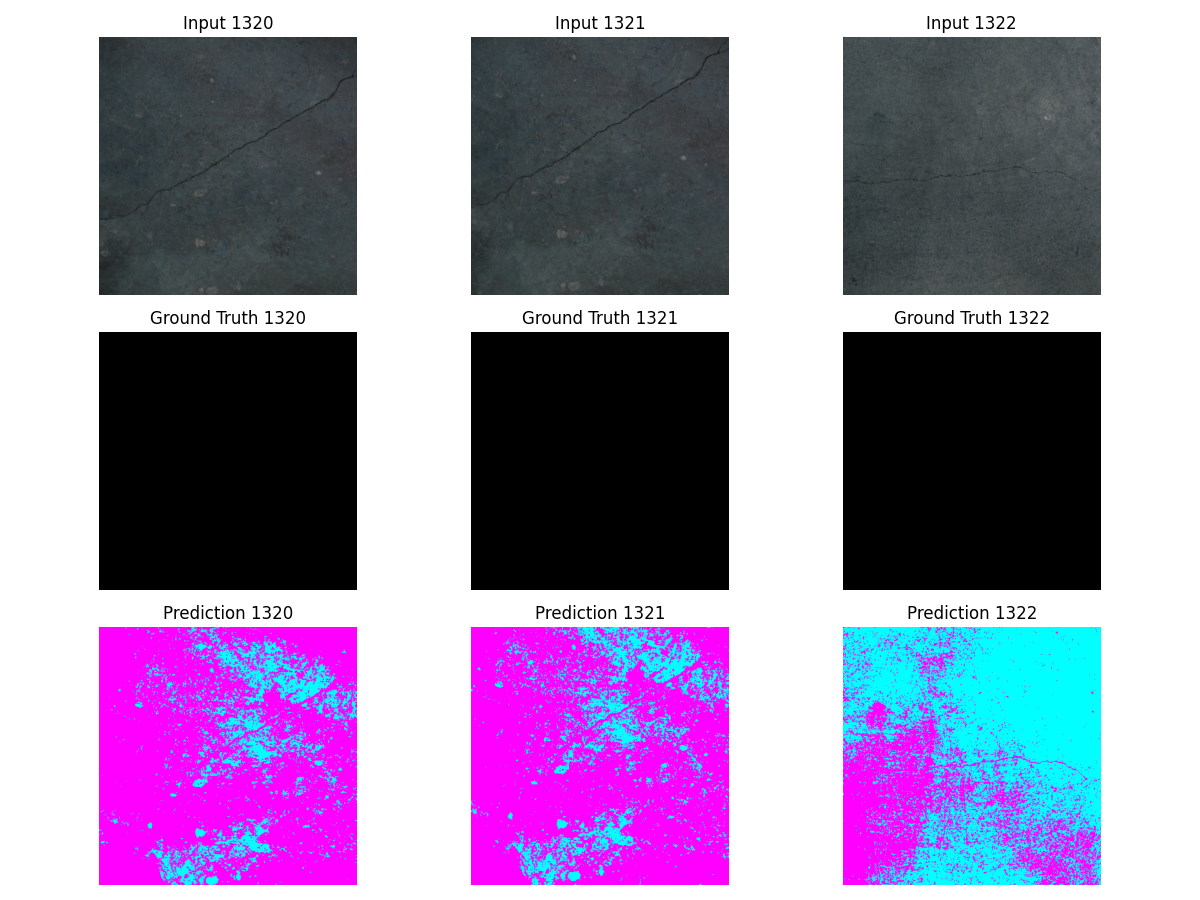 Input 1320
Input 1321
Input 1322
Ground Truth 1320
Ground Truth 1321
Ground Truth 1322
Prediction 1320
Prediction 1321
Prediction 1322